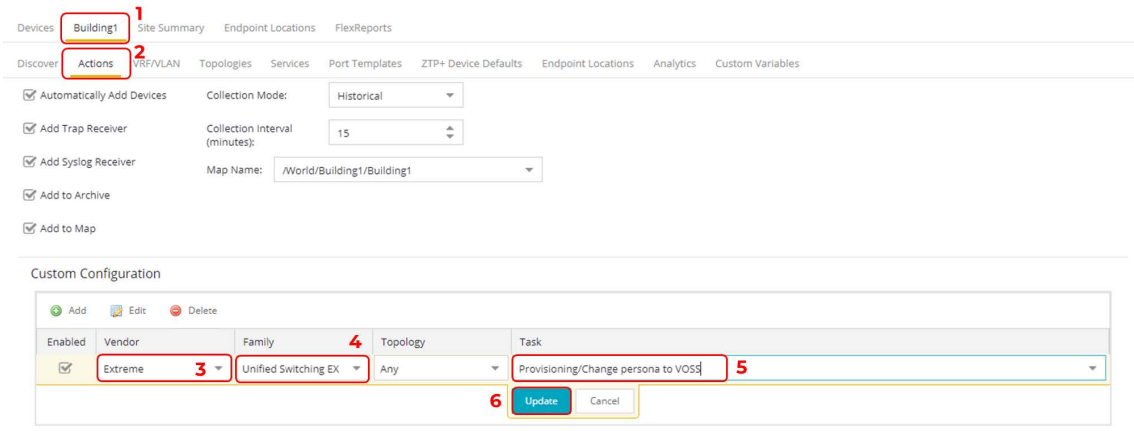 1
Devices Building1 Site Summary Endpoint Locations FlexReports
2
Discover Actions VRF/VLAN Topologies Services Port Templates ZTP+ Device Defaults Endpoint Locations Analytics Custom Variables
Automatically Add Devices Collection Mode: Historical
Add Trap Receiver Collection Interval (minutes): 15
Add Syslog Receiver
Map Name: /World/Building1/Building1
Add to Archive
Add to Map
Custom Configuration
Add Edit Delete
Enabled Vendor Family 4 Topology Task
Extreme 3 Unified Switching EX Any Provisioning/Change persona to VOSS 5
6 Update Cancel